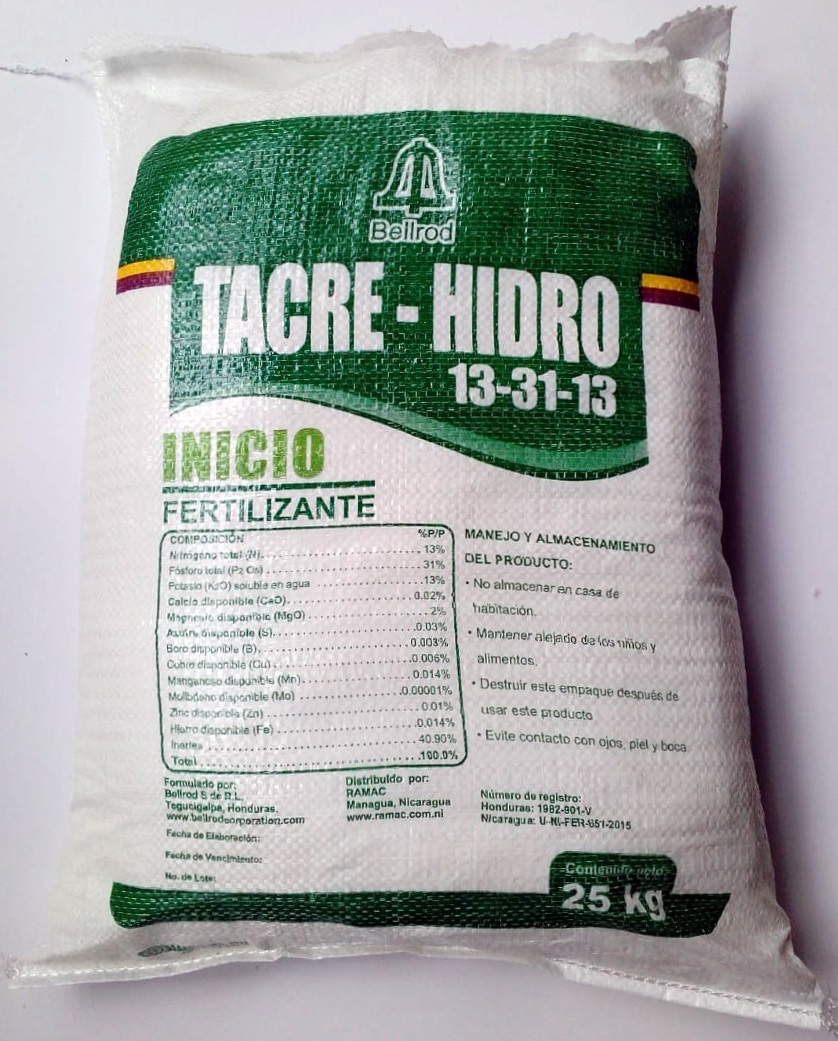 Bellrod
TACRE - HIDRO
13-31-13
INICIO
FERTILIZANTE
COMPOSICIÓN %P/P
Nitrógeno total (N) 13%
Fósforo total (P2 O5) 31%
Potasio (K2O) soluble en agua 13%
Calcio disponible (CaO) 0.02%
Magnesio disponible (MgO) 2%
Azufre disponible (S) 0.03%
Boro disponible (B) 0.003%
Cobre disponible (Cu) 0.006%
Manganeso disponible (Mn) 0.014%
Molibdeno disponible (Mo) 0.00001%
Zinc disponible (Zn) 0.01%
Hierro disponible (Fe) 0.014%
Inertes 40.90%
Total 100.0%
MANEJO Y ALMACENAMIENTO
DEL PRODUCTO:
• No almacenar en casa de
habitación.
• Mantener alejado de los niños y
alimentos.
• Destruir este empaque después de
usar este producto
• Evite contacto con ojos, piel y boca.
Formulado por:
Bellrod S de R.L.
Tegucigalpa, Honduras.
www.bellrodcorporation.com
Distribuido por:
RAMAC
Managua, Nicaragua
www.ramac.com.ni
Número de registro:
Honduras: 1982-901-V
Nicaragua: U-NI-FER-651-2015
Fecha de Elaboración:
Fecha de Vencimiento:
No. de Lote:
Contenido neto:
25 kg